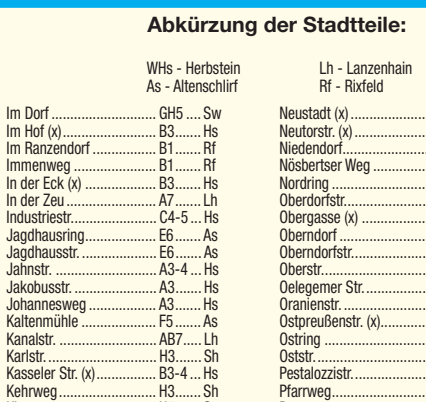 Abkürzung der Stadtteile:
WHs - Herbstein
As - Altenschlirf
Lh - Lanzenhain
Rf - Rixfeld
Im Dorf ............................ GH5 .... Sw
Im Hof (x) ......................... B3 ....... Hs
Im Ranzendorf .................. B1 ....... Rf
Immenweg ....................... B1 ....... Rf
In der Eck (x) .................... B3 ....... Hs
In der Zeu ......................... A7 ....... Lh
Industriestr. ...................... C4-5 ... Hs
Jagdhausring .................... E6 ....... As
Jagdhausstr. ..................... E6 ....... As
Jahnstr. ............................ A3-4 ... Hs
Jakobusstr. ....................... A3 ....... Hs
Johannesweg .................... A3 ....... Hs
Kaltenmühle ..................... F5 ....... As
Kanalstr. ........................... AB7 ..... Lh
Karlstr. .............................. H3 ....... Sh
Kasseler Str. (x) ................. B3-4 ... Hs
Kehrweg ........................... H3 ....... Sh
Neustadt (x) ....................
Neutorstr. (x) ...................
Niedendorf .......................
Nösbertser Weg ................
Nordring ..........................
Oberdorfstr. ......................
Obergasse (x) ...................
Oberndorf ........................
Oberndorfstr. ....................
Oberstr. ............................
Oelegemer Str. ..................
Oranienstr. .......................
Ostpreußenstr. (x) .............
Ostring .............................
Oststr. ..............................
Pestalozzistr. .....................
Pfarrweg ...........................